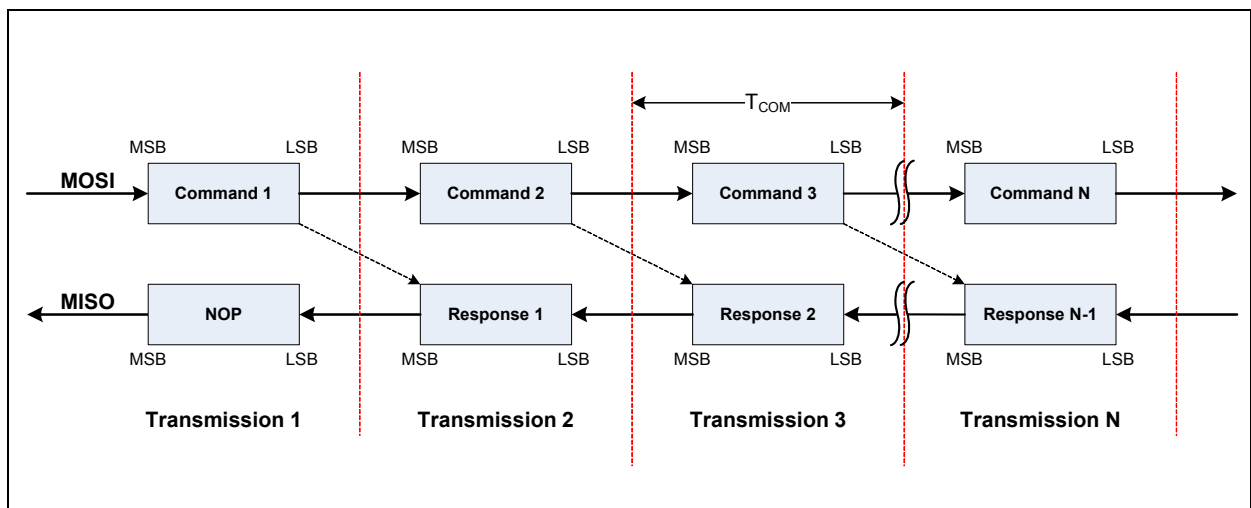 T_COM
MSB LSB MSB LSB MSB LSB MSB LSB
MOSI Command 1 Command 2 Command 3 Command N
MISO NOP Response 1 Response 2 Response N-1
MSB LSB MSB LSB MSB LSB MSB LSB
Transmission 1 Transmission 2 Transmission 3 Transmission N